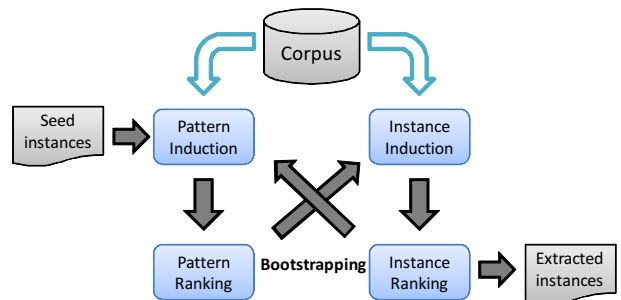 Corpus
Seed
instances
Pattern
Induction
Instance
Induction
Pattern
Ranking
Bootstrapping
Instance
Ranking
Extracted
instances